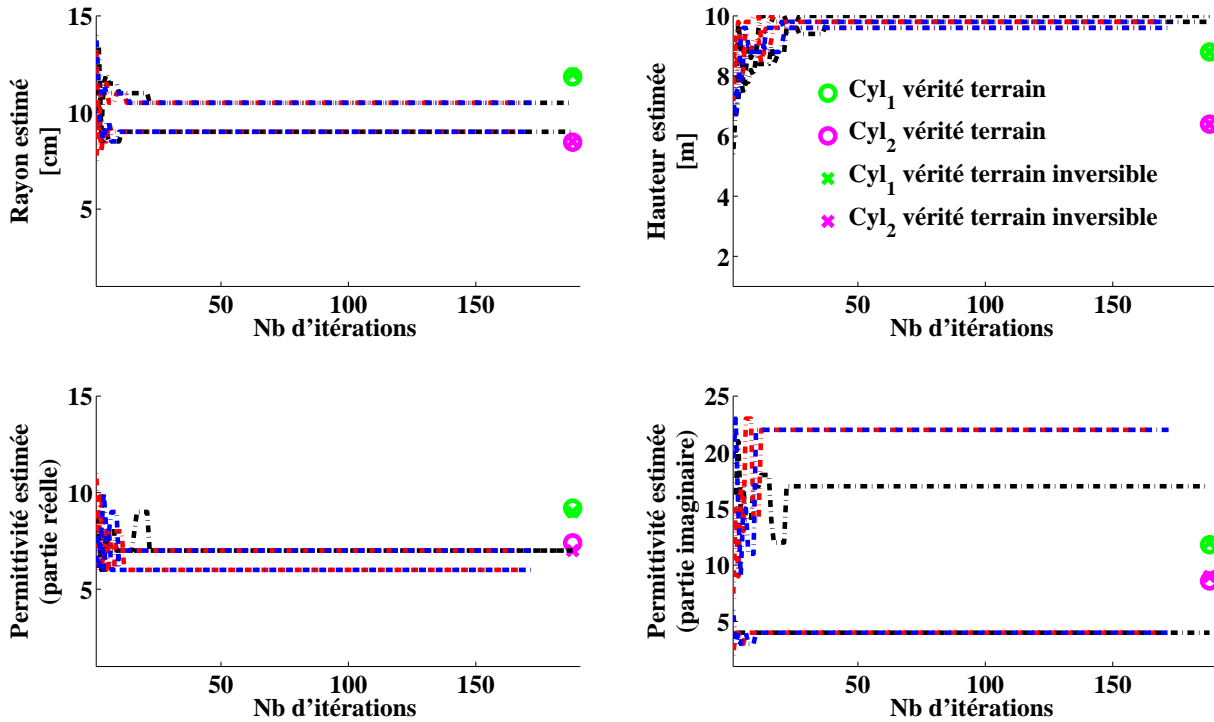 15
10
5
Rayon estimé
[cm]
50 100 150
Nb d'itérations
10
8
6
4
2
Hauteur estimée
[m]
Cyl1 vérité terrain
Cyl2 vérité terrain
Cyl1 vérité terrain inversible
Cyl2 vérité terrain inversible
50 100 150
Nb d'itérations
15
10
5
Permittivité estimée
(partie réelle)
50 100 150
Nb d'itérations
25
20
15
10
5
Permittivité estimée
(partie imaginaire)
50 100 150
Nb d'itérations